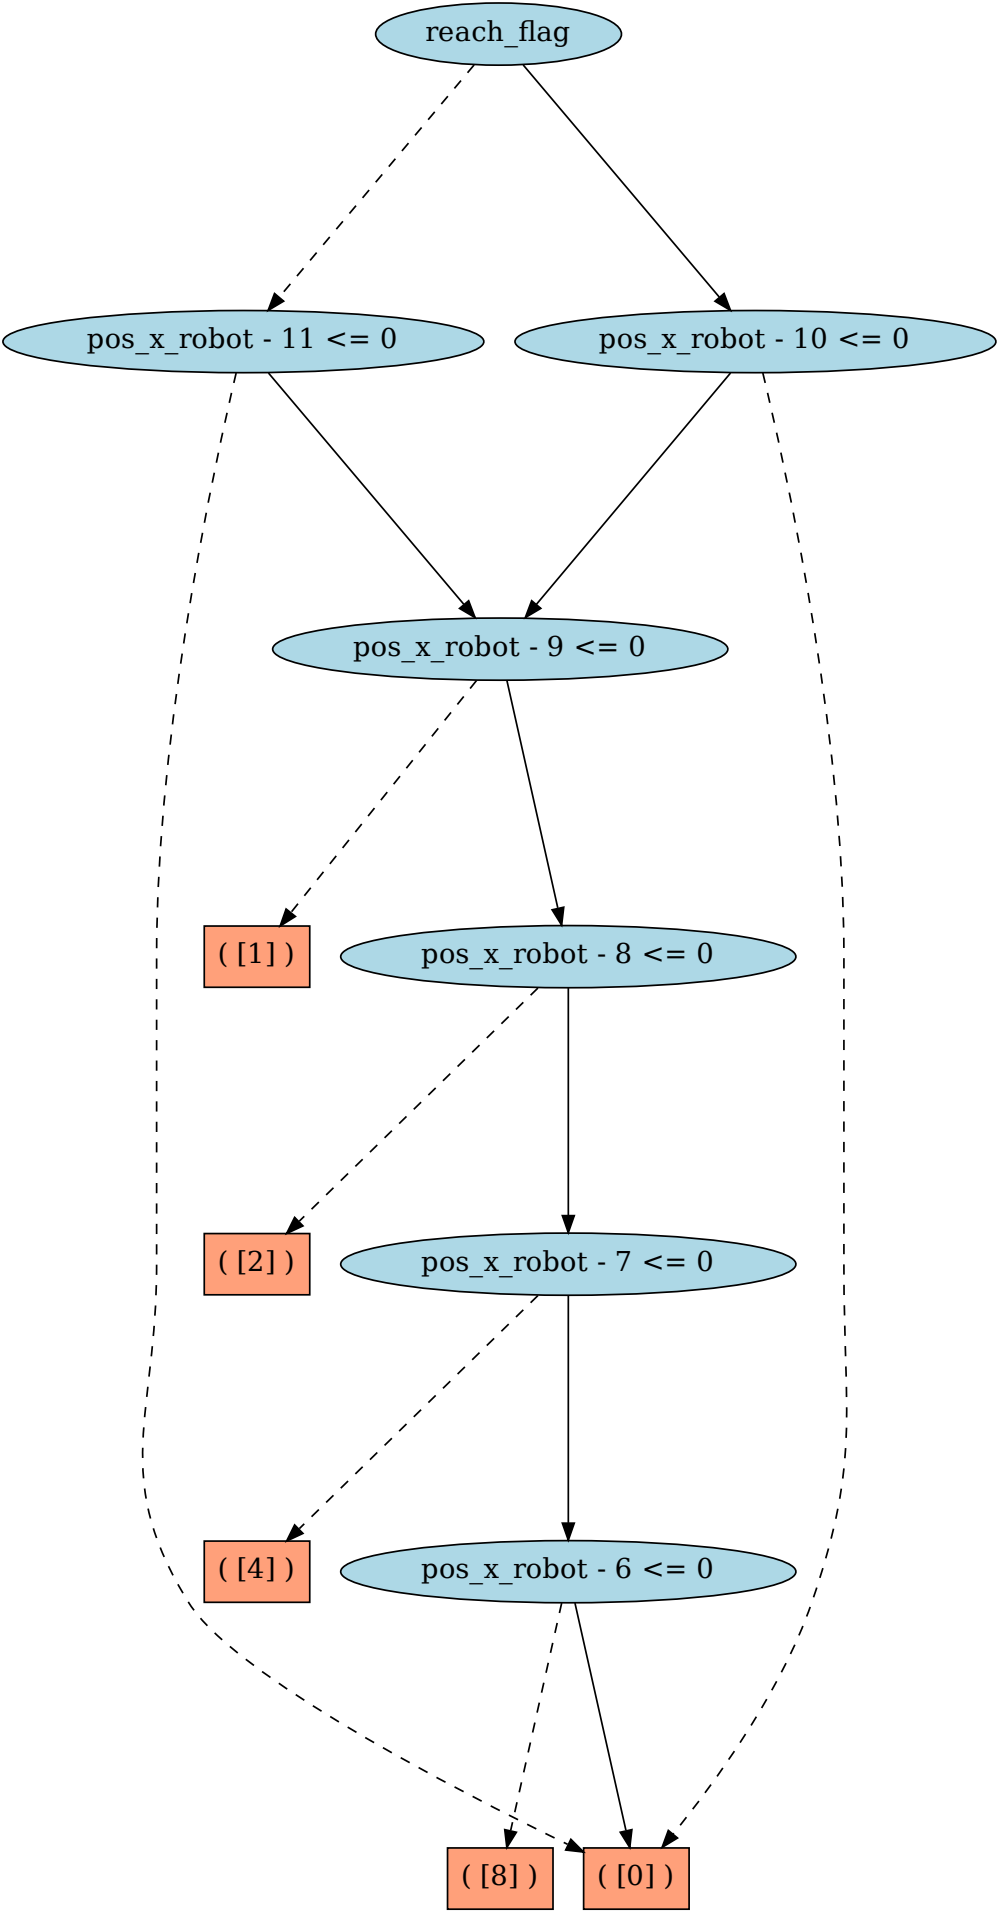 reach_flag
pos_x_robot - 11 <= 0
pos_x_robot - 10 <= 0
pos_x_robot - 9 <= 0
( [1] )
pos_x_robot - 8 <= 0
( [2] )
pos_x_robot - 7 <= 0
( [4] )
pos_x_robot - 6 <= 0
( [8] )
( [0] )